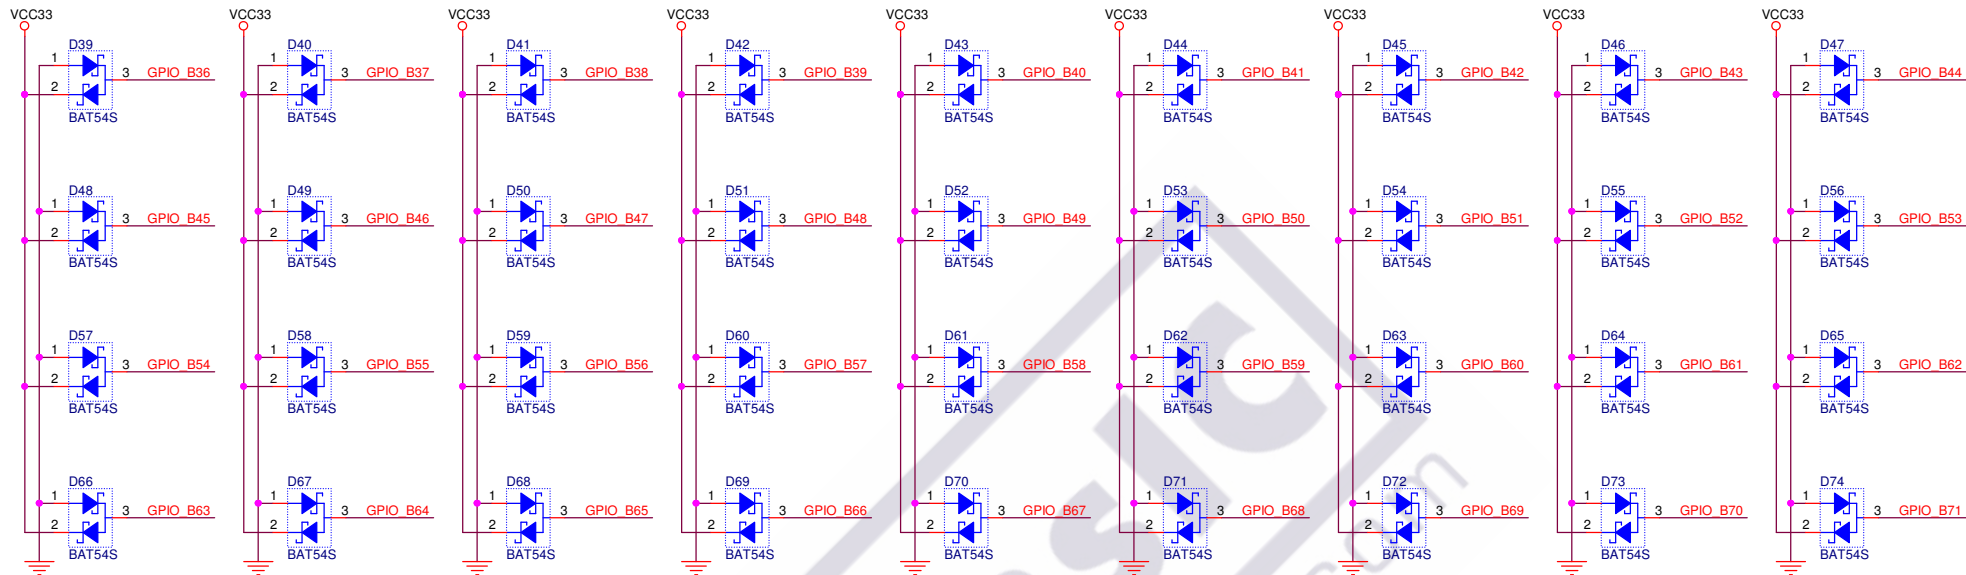 VCC33 VCC33 VCC33 VCC33 VCC33 VCC33 VCC33 VCC33 VCC33
D39 D40 D41 D42 D43 D44 D45 D46 D47
1 1 1 1 1 1 1 1 1
3 GPIO_B36 3 GPIO_B37 3 GPIO_B38 3 GPIO_B39 3 GPIO_B40 3 GPIO_B41 3 GPIO_B42 3 GPIO_B43 3 GPIO_B44
2 2 2 2 2 2 2 2 2
BAT54S BAT54S BAT54S BAT54S BAT54S BAT54S BAT54S BAT54S BAT54S
D48 D49 D50 D51 D52 D53 D54 D55 D56
1 1 1 1 1 1 1 1 1
3 GPIO_B45 3 GPIO_B46 3 GPIO_B47 3 GPIO_B48 3 GPIO_B49 3 GPIO_B50 3 GPIO_B51 3 GPIO_B52 3 GPIO_B53
2 2 2 2 2 2 2 2 2
BAT54S BAT54S BAT54S BAT54S BAT54S BAT54S BAT54S BAT54S BAT54S
D57 D58 D59 D60 D61 D62 D63 D64 D65
1 1 1 1 1 1 1 1 1
3 GPIO_B54 3 GPIO_B55 3 GPIO_B56 3 GPIO_B57 3 GPIO_B58 3 GPIO_B59 3 GPIO_B60 3 GPIO_B61 3 GPIO_B62
2 2 2 2 2 2 2 2 2
BAT54S BAT54S BAT54S BAT54S BAT54S BAT54S BAT54S BAT54S BAT54S
D66 D67 D68 D69 D70 D71 D72 D73 D74
1 1 1 1 1 1 1 1 1
3 GPIO_B63 3 GPIO_B64 3 GPIO_B65 3 GPIO_B66 3 GPIO_B67 3 GPIO_B68 3 GPIO_B69 3 GPIO_B70 3 GPIO_B71
2 2 2 2 2 2 2 2 2
BAT54S BAT54S BAT54S BAT54S BAT54S BAT54S BAT54S BAT54S BAT54S